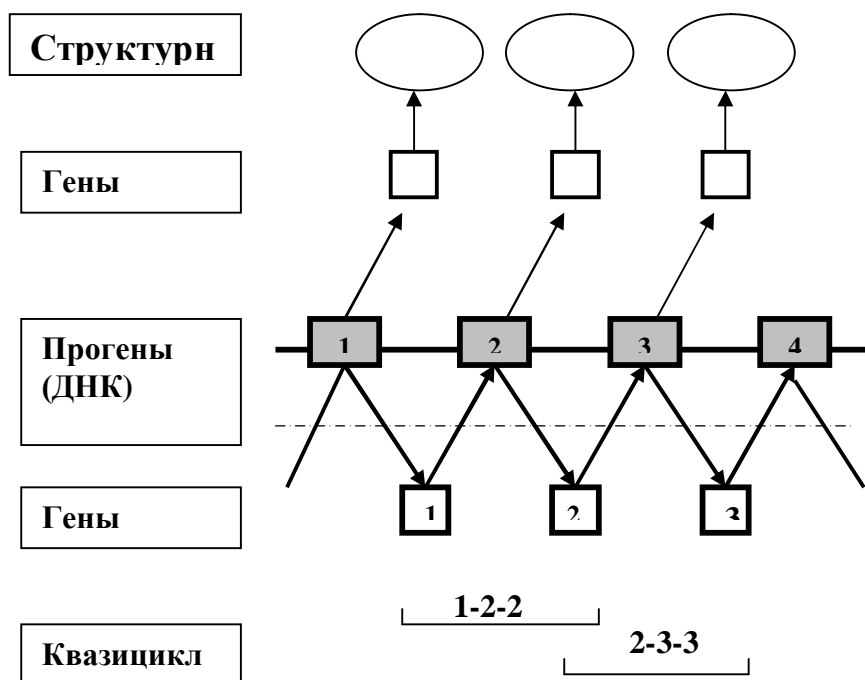 Структурн
Гены
Прогены
(ДНК)
1 2 3 4
Гены
1 2 3
1-2-2
2-3-3
Квазицикл